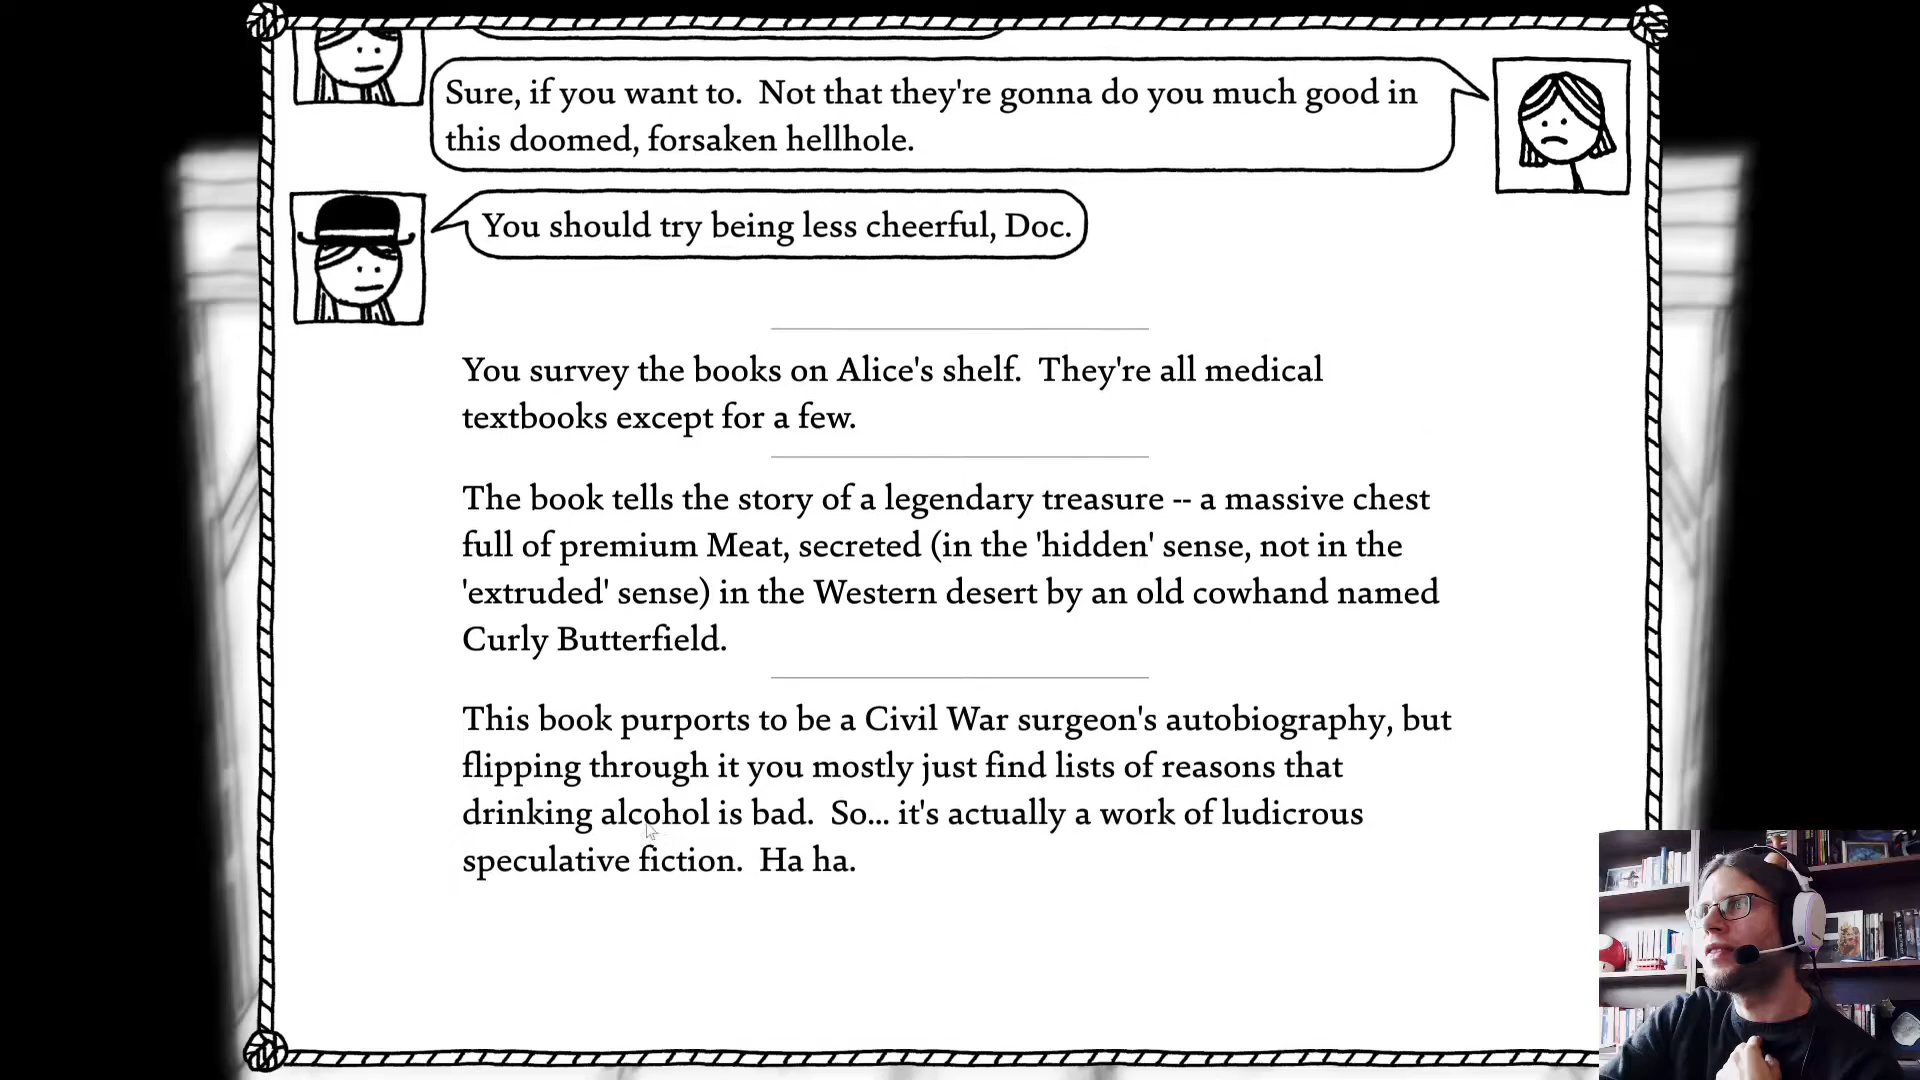 Sure, if you want to.  Not that they're gonna do you much good in
this doomed, forsaken hellhole.
You should try being less cheerful, Doc.
You survey the books on Alice's shelf.  They're all medical
textbooks except for a few.
The book tells the story of a legendary treasure -- a massive chest
full of premium Meat, secreted (in the 'hidden' sense, not in the
'extruded' sense) in the Western desert by an old cowhand named
Curly Butterfield.
This book purports to be a Civil War surgeon's autobiography, but
flipping through it you mostly just find lists of reasons that
drinking alcohol is bad.  So... it's actually a work of ludicrous
speculative fiction.  Ha ha.